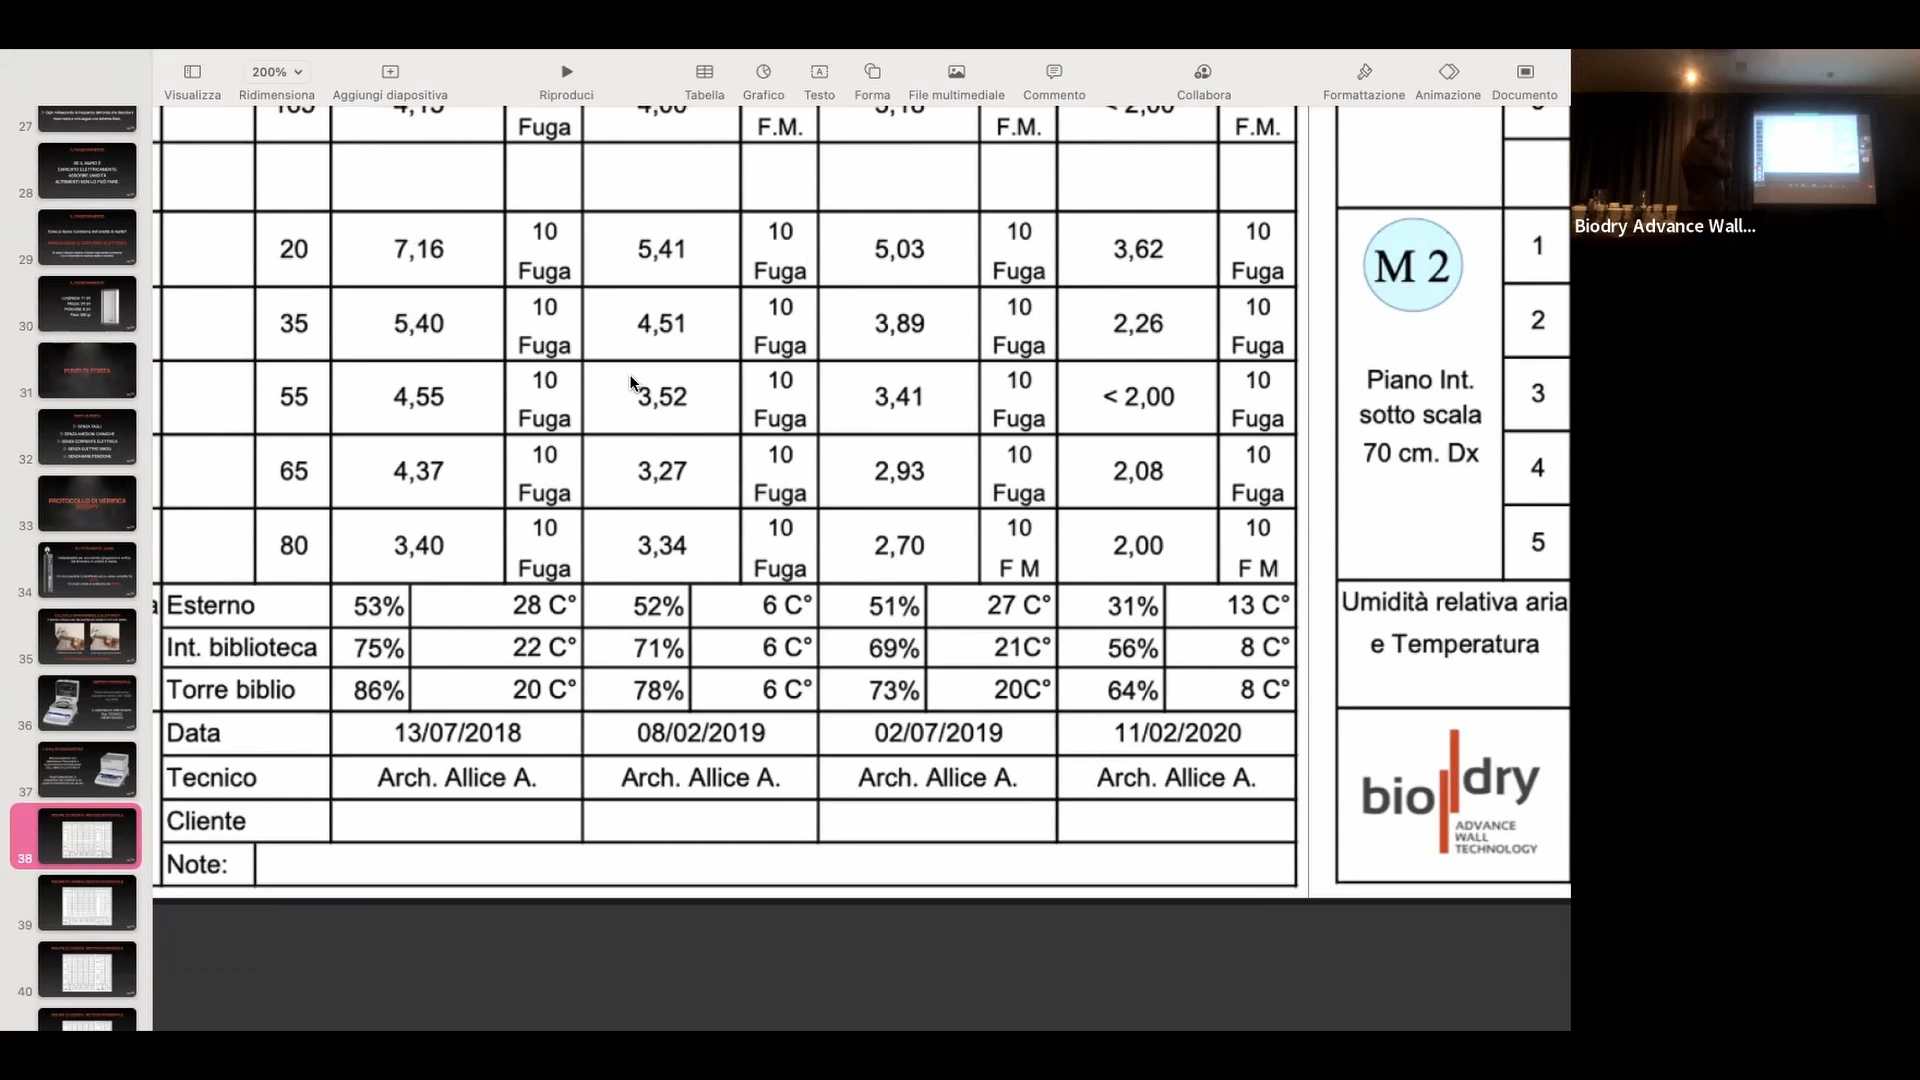 Visualizza
200%
Ridimensiona
Aggiungi diapositiva
Riproduci
Tabella
Grafico
Testo
Forma
File multimediale
Commento
Collabora
Formattazione
Animazione
Documento
Fuga F.M. F.M. F.M.
20 7,16 10 Fuga 5,41 10 Fuga 5,03 10 Fuga 3,62 10 Fuga
35 5,40 10 Fuga 4,51 10 Fuga 3,89 10 Fuga 2,26 10 Fuga
55 4,55 10 Fuga 3,52 10 Fuga 3,41 10 Fuga < 2,00 10 Fuga
65 4,37 10 Fuga 3,27 10 Fuga 2,93 10 Fuga 2,08 10 Fuga
80 3,40 10 Fuga 3,34 10 Fuga 2,70 10 F M 2,00 10 F M
Esterno 53% 28 C° 52% 6 C° 51% 27 C° 31% 13 C°
Int. biblioteca 75% 22 C° 71% 6 C° 69% 21C° 56% 8 C°
Torre biblio 86% 20 C° 78% 6 C° 73% 20C° 64% 8 C°
Data 13/07/2018 08/02/2019 02/07/2019 11/02/2020
Tecnico Arch. Allice A. Arch. Allice A. Arch. Allice A. Arch. Allice A.
Cliente
Note:
M 2
Piano Int.
sotto scala
70 cm. Dx
1
2
3
4
5
Umidità relativa aria
e Temperatura
biodry
ADVANCE
WALL
TECHNOLOGY
Biodry Advance Wall...
27
28
29
30
31
PUNTI DI FORZA
32
33
PROTOCOLLO DI VERIFICA
34
35
36
37
38
39
40